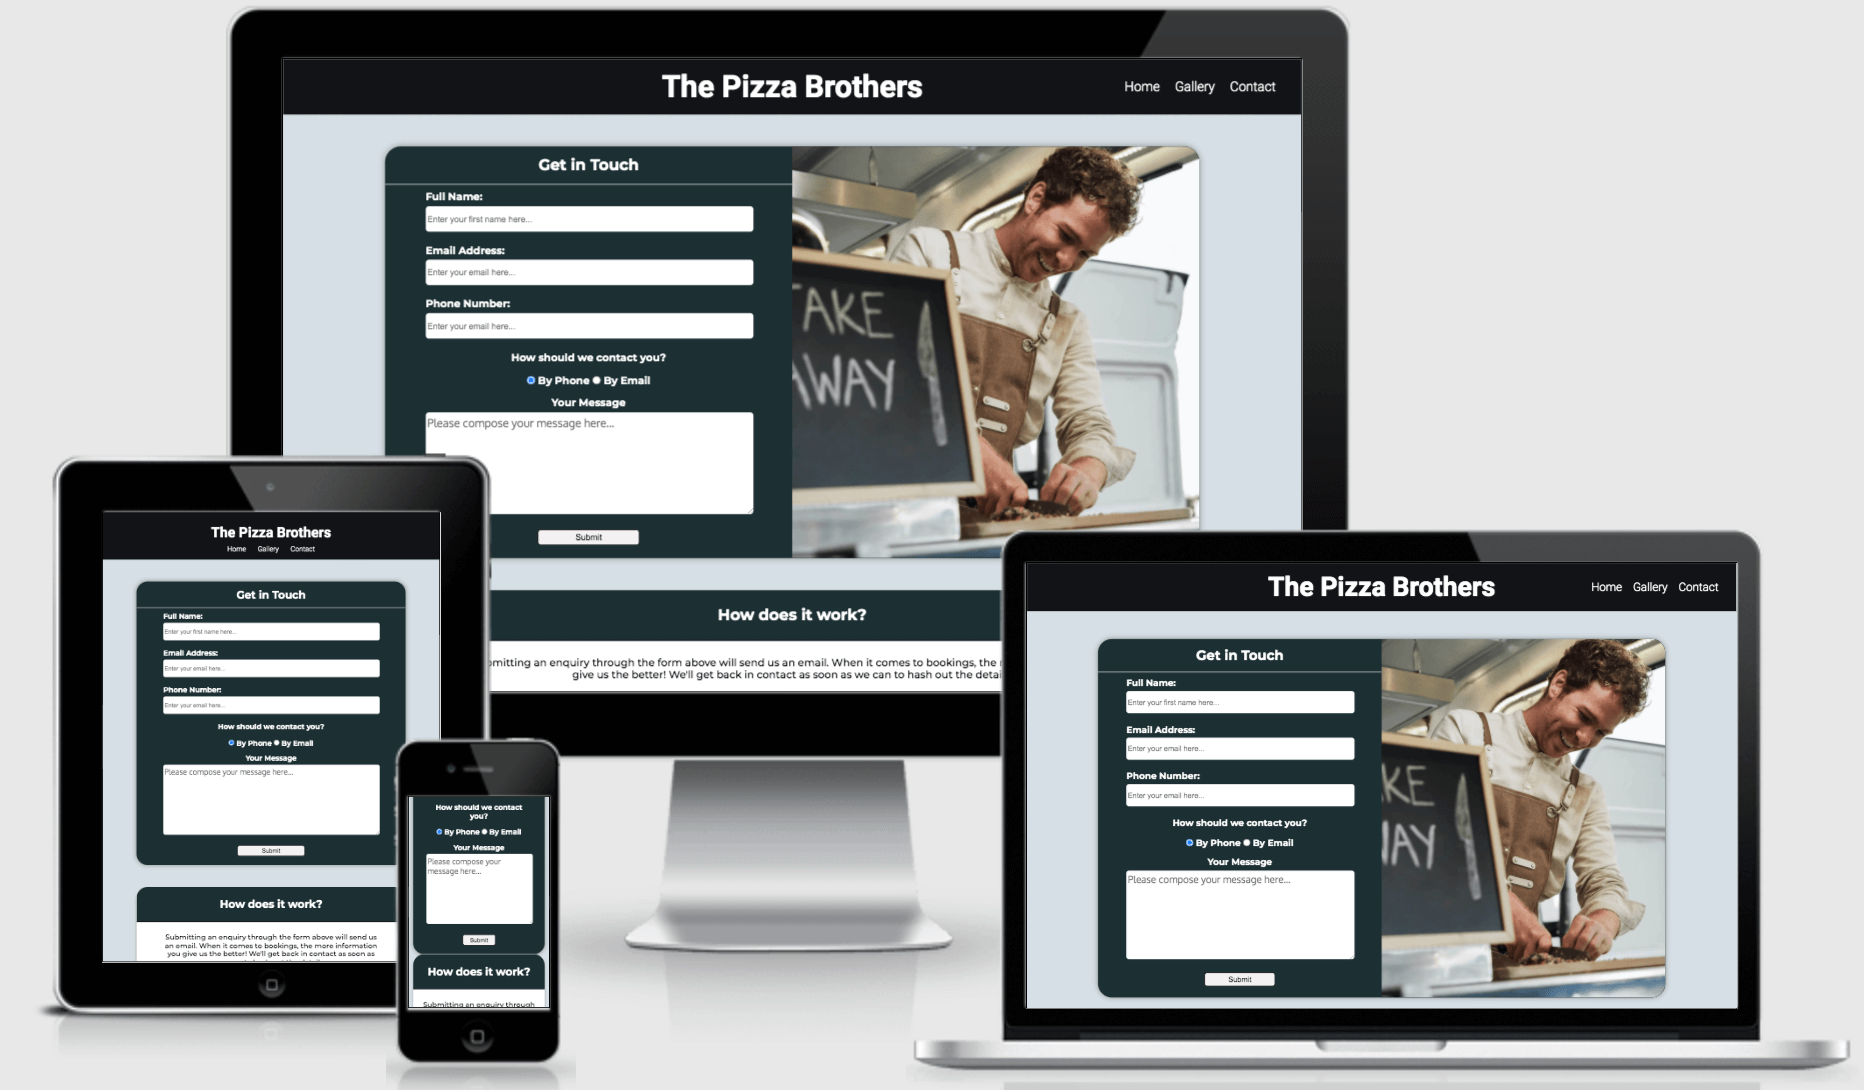 The Pizza Brothers
Home Gallery Contact
Get in Touch
Full Name:
Enter your first name here...
Email Address:
Enter your email here...
Phone Number:
Enter your email here...
How should we contact you?
By Phone By Email
Your Message
Please compose your message here...
Submit
TAKE
AWAY
How does it work?
mitting an enquiry through the form above will send us an email. When it comes to bookings, the
give us the better! We'll get back in contact as soon as we can to hash out the detai
The Pizza Brothers
Home Gallery Contact
Get in Touch
Full Name:
Enter your first name here...
Email Address:
Enter your email here...
Phone Number:
Enter your email here...
How should we contact you?
By Phone By Email
Your Message
Please compose your message here...
Submit
How does it work?
Submitting an enquiry through the form above will send us
an email. When it comes to bookings, the more information
you give us the better! We'll get back in contact as soon as
How should we contact
you?
By Phone By Email
Your Message
Please compose your
message here...
Submit
How does it work?
Submitting an enquiry through
The Pizza Brothers
Home Gallery Contact
Get in Touch
Full Name:
Enter your first name here...
Email Address:
Enter your email here...
Phone Number:
Enter your email here...
How should we contact you?
By Phone By Email
Your Message
Please compose your message here...
Submit
KE
WAY